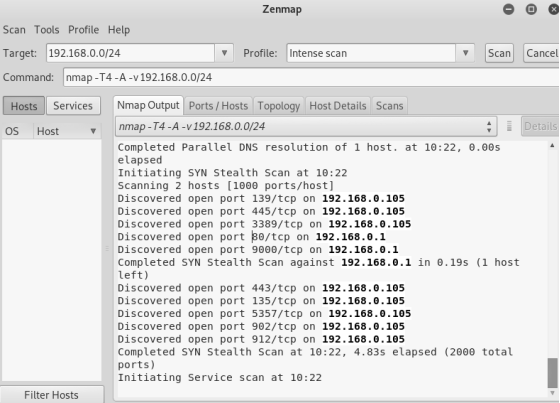 Zenmap
Scan Tools Profile Help
Target: 192.168.0.0/24 Profile: Intense scan Scan Cancel
Command: nmap -T4 -A -v 192.168.0.0/24
Hosts Services Nmap Output Ports / Hosts Topology Host Details Scans
OS Host nmap -T4 -A -v 192.168.0.0/24 Details
Completed Parallel DNS resolution of 1 host. at 10:22, 0.00s
elapsed
Initiating SYN Stealth Scan at 10:22
Scanning 2 hosts [1000 ports/host]
Discovered open port 139/tcp on 192.168.0.105
Discovered open port 445/tcp on 192.168.0.105
Discovered open port 3389/tcp on 192.168.0.105
Discovered open port 80/tcp on 192.168.0.1
Discovered open port 9000/tcp on 192.168.0.1
Completed SYN Stealth Scan against 192.168.0.1 in 0.19s (1 host
left)
Discovered open port 443/tcp on 192.168.0.105
Discovered open port 135/tcp on 192.168.0.105
Discovered open port 5357/tcp on 192.168.0.105
Discovered open port 902/tcp on 192.168.0.105
Discovered open port 912/tcp on 192.168.0.105
Completed SYN Stealth Scan at 10:22, 4.83s elapsed (2000 total
ports)
Initiating Service scan at 10:22
Filter Hosts